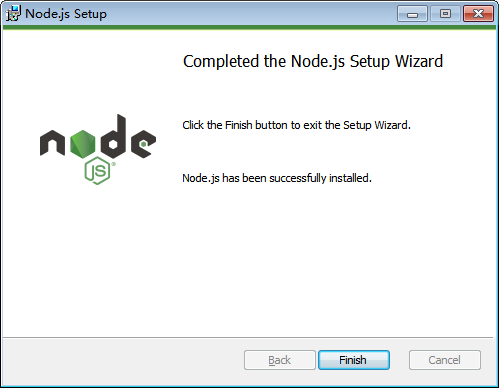 Node.js Setup
Completed the Node.js Setup Wizard
Click the Finish button to exit the Setup Wizard.
node
JS®
Node.js has been successfully installed.
Back
Finish
Cancel